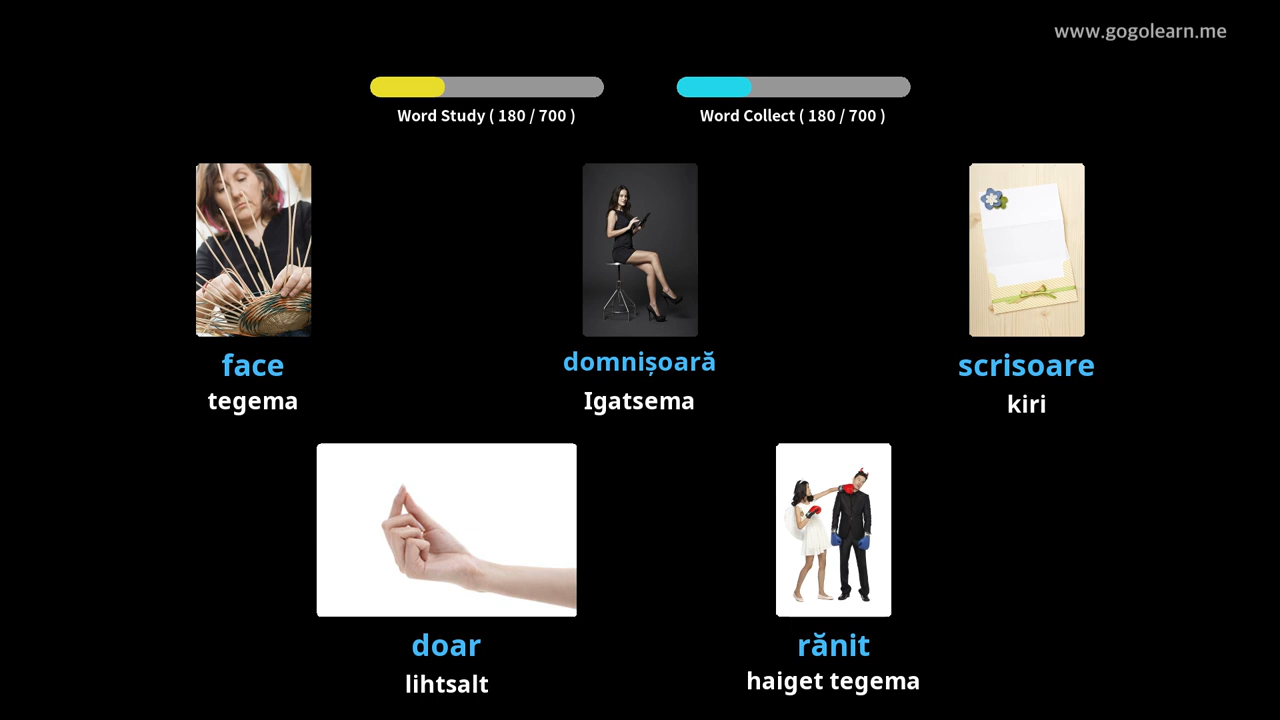 www.gogolearn.me
Word Study ( 180 / 700 )
Word Collect ( 180 / 700 )
face
tegema
domnișoară
Igatsema
scrisoare
kiri
doar
lihtsalt
rănit
haiget tegema